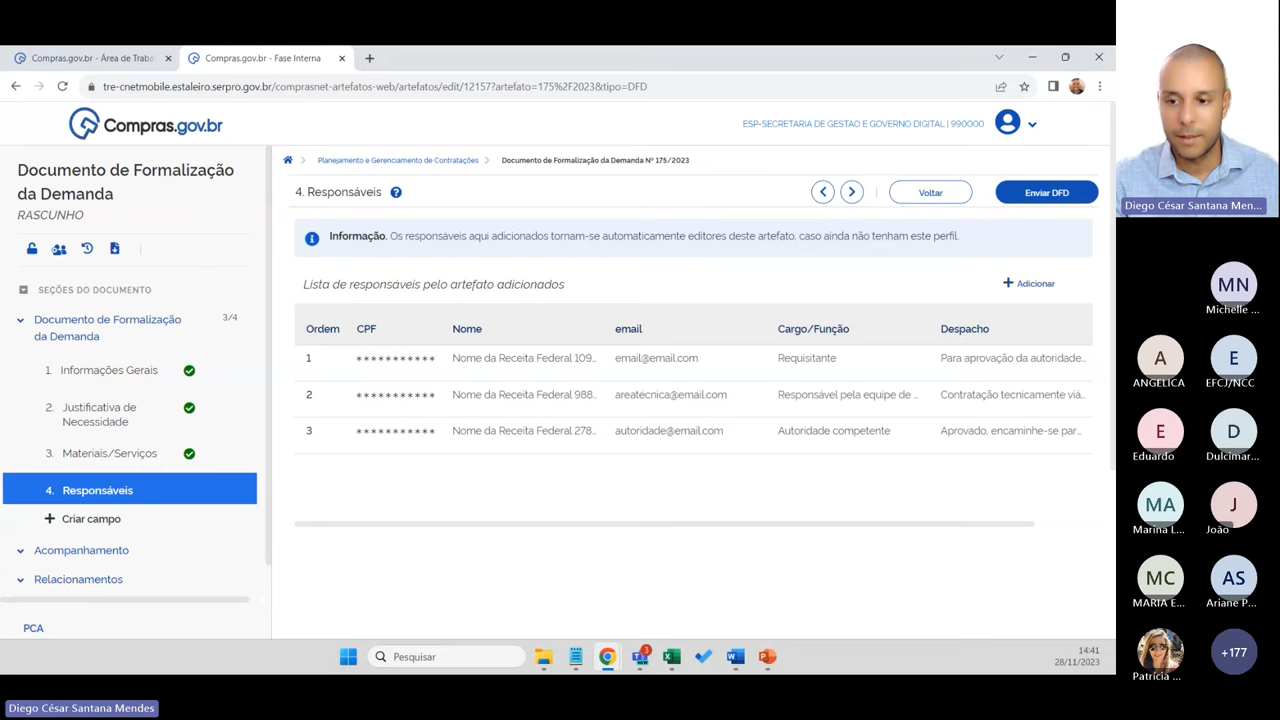 Compras.gov.br - Área de Traba
Compras.gov.br - Fase Interna
tre-cnetmobile.estaleiro.serpro.gov.br/comprasnet-artefatos-web/artefatos/edit/12157?artefato=175%2F2023&tipo=DFD
Compras.gov.br
ESP-SECRETARIA DE GESTAO E GOVERNO DIGITAL | 990000
Documento de Formalização
da Demanda
RASCUNHO
SEÇÕES DO DOCUMENTO
Documento de Formalização
da Demanda
3/4
1. Informações Gerais
2. Justificativa de
Necessidade
3. Materiais/Serviços
4. Responsáveis
+ Criar campo
Acompanhamento
Relacionamentos
PCA
Planejamento e Gerenciamento de Contratações > Documento de Formalização da Demanda Nº 175/2023
4. Responsáveis
Voltar
Enviar DFD
Informação. Os responsáveis aqui adicionados tornam-se automaticamente editores deste artefato, caso ainda não tenham este perfil.
Lista de responsáveis pelo artefato adicionados
+ Adicionar
Ordem CPF Nome email Cargo/Função Despacho
1 *********** Nome da Receita Federal 109... email@email.com Requisitante Para aprovação da autoridade...
2 *********** Nome da Receita Federal 988... areatécnica@email.com Responsável pela equipe de ... Contratação tecnicamente viá...
3 *********** Nome da Receita Federal 278... autoridade@email.com Autoridade competente Aprovado, encaminhe-se par...
Pesquisar
3
14:41
28/11/2023
Diego César Santana Mendes
Diego César Santana Men...
MN
Michelle ...
A
ANGELICA
E
EFCJ/NCC
E
Eduardo
D
Dulcimar...
MA
Marina L...
J
João
MC
MARIA E...
AS
Ariane P...
Patrícia ...
+177